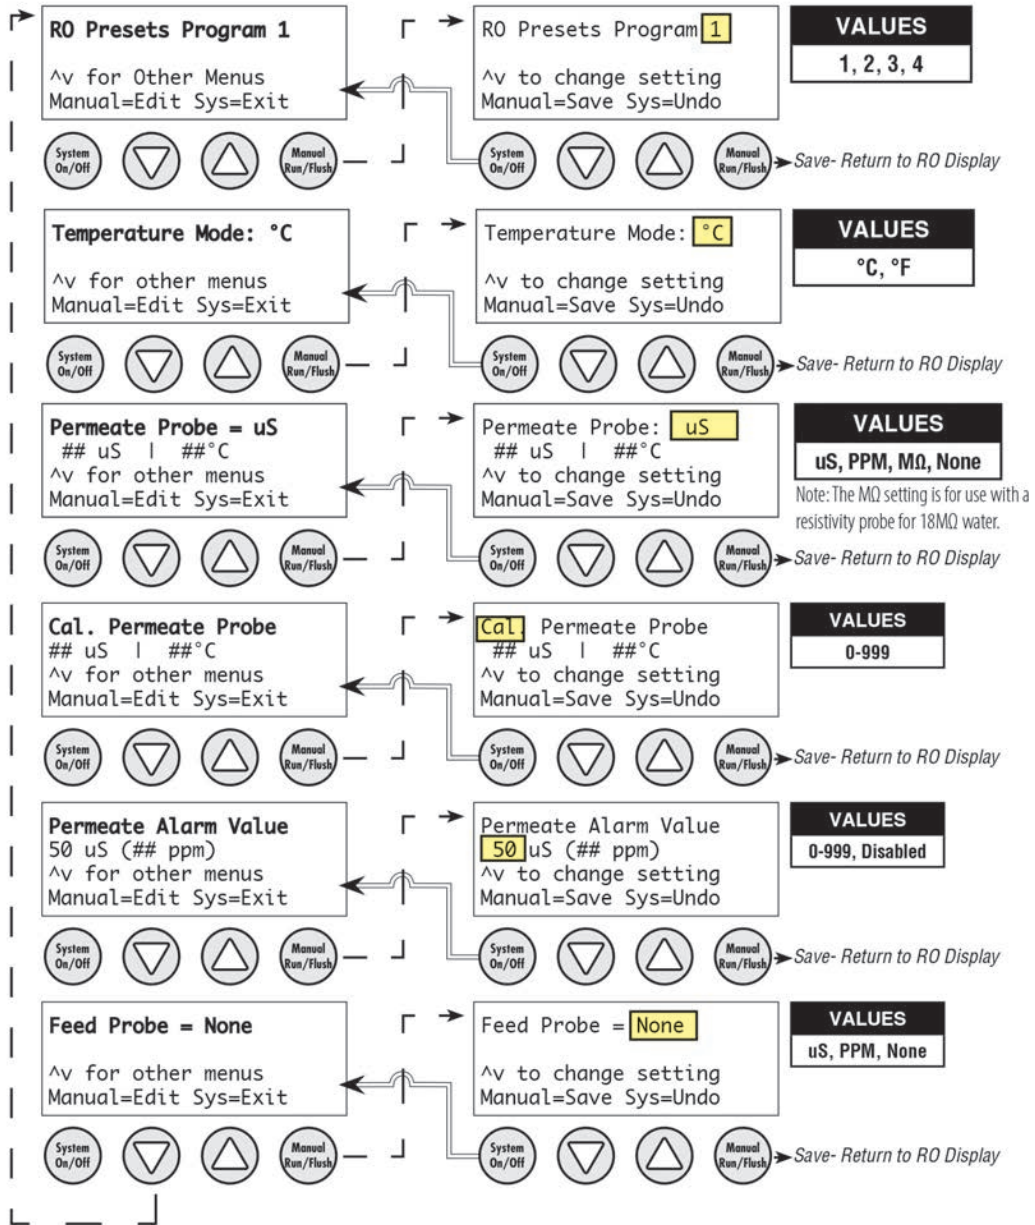 RO Presets Program 1
^v for Other Menus
Manual=Edit Sys=Exit
System On/Off
Manual Run/Flush
RO Presets Program 1
^v to change setting
Manual=Save Sys=Undo
System On/Off
Manual Run/Flush
Save- Return to RO Display
VALUES
1, 2, 3, 4
Temperature Mode: °C
^v for other menus
Manual=Edit Sys=Exit
System On/Off
Manual Run/Flush
Temperature Mode: °C
^v to change setting
Manual=Save Sys=Undo
System On/Off
Manual Run/Flush
Save- Return to RO Display
VALUES
°C, °F
Permeate Probe = uS
## uS | ##°C
^v for other menus
Manual=Edit Sys=Exit
System On/Off
Manual Run/Flush
Permeate Probe: uS
## uS | ##°C
^v to change setting
Manual=Save Sys=Undo
System On/Off
Manual Run/Flush
Save- Return to RO Display
VALUES
uS, PPM, MΩ, None
Note: The MΩ setting is for use with a
resistivity probe for 18MΩ water.
Cal. Permeate Probe
## uS | ##°C
^v for other menus
Manual=Edit Sys=Exit
System On/Off
Manual Run/Flush
Cal. Permeate Probe
## uS | ##°C
^v to change setting
Manual=Save Sys=Undo
System On/Off
Manual Run/Flush
Save- Return to RO Display
VALUES
0-999
Permeate Alarm Value
50 uS (## ppm)
^v for other menus
Manual=Edit Sys=Exit
System On/Off
Manual Run/Flush
Permeate Alarm Value
50 uS (## ppm)
^v to change setting
Manual=Save Sys=Undo
System On/Off
Manual Run/Flush
Save- Return to RO Display
VALUES
0-999, Disabled
Feed Probe = None
^v for other menus
Manual=Edit Sys=Exit
System On/Off
Manual Run/Flush
Feed Probe = None
^v to change setting
Manual=Save Sys=Undo
System On/Off
Manual Run/Flush
Save- Return to RO Display
VALUES
uS, PPM, None